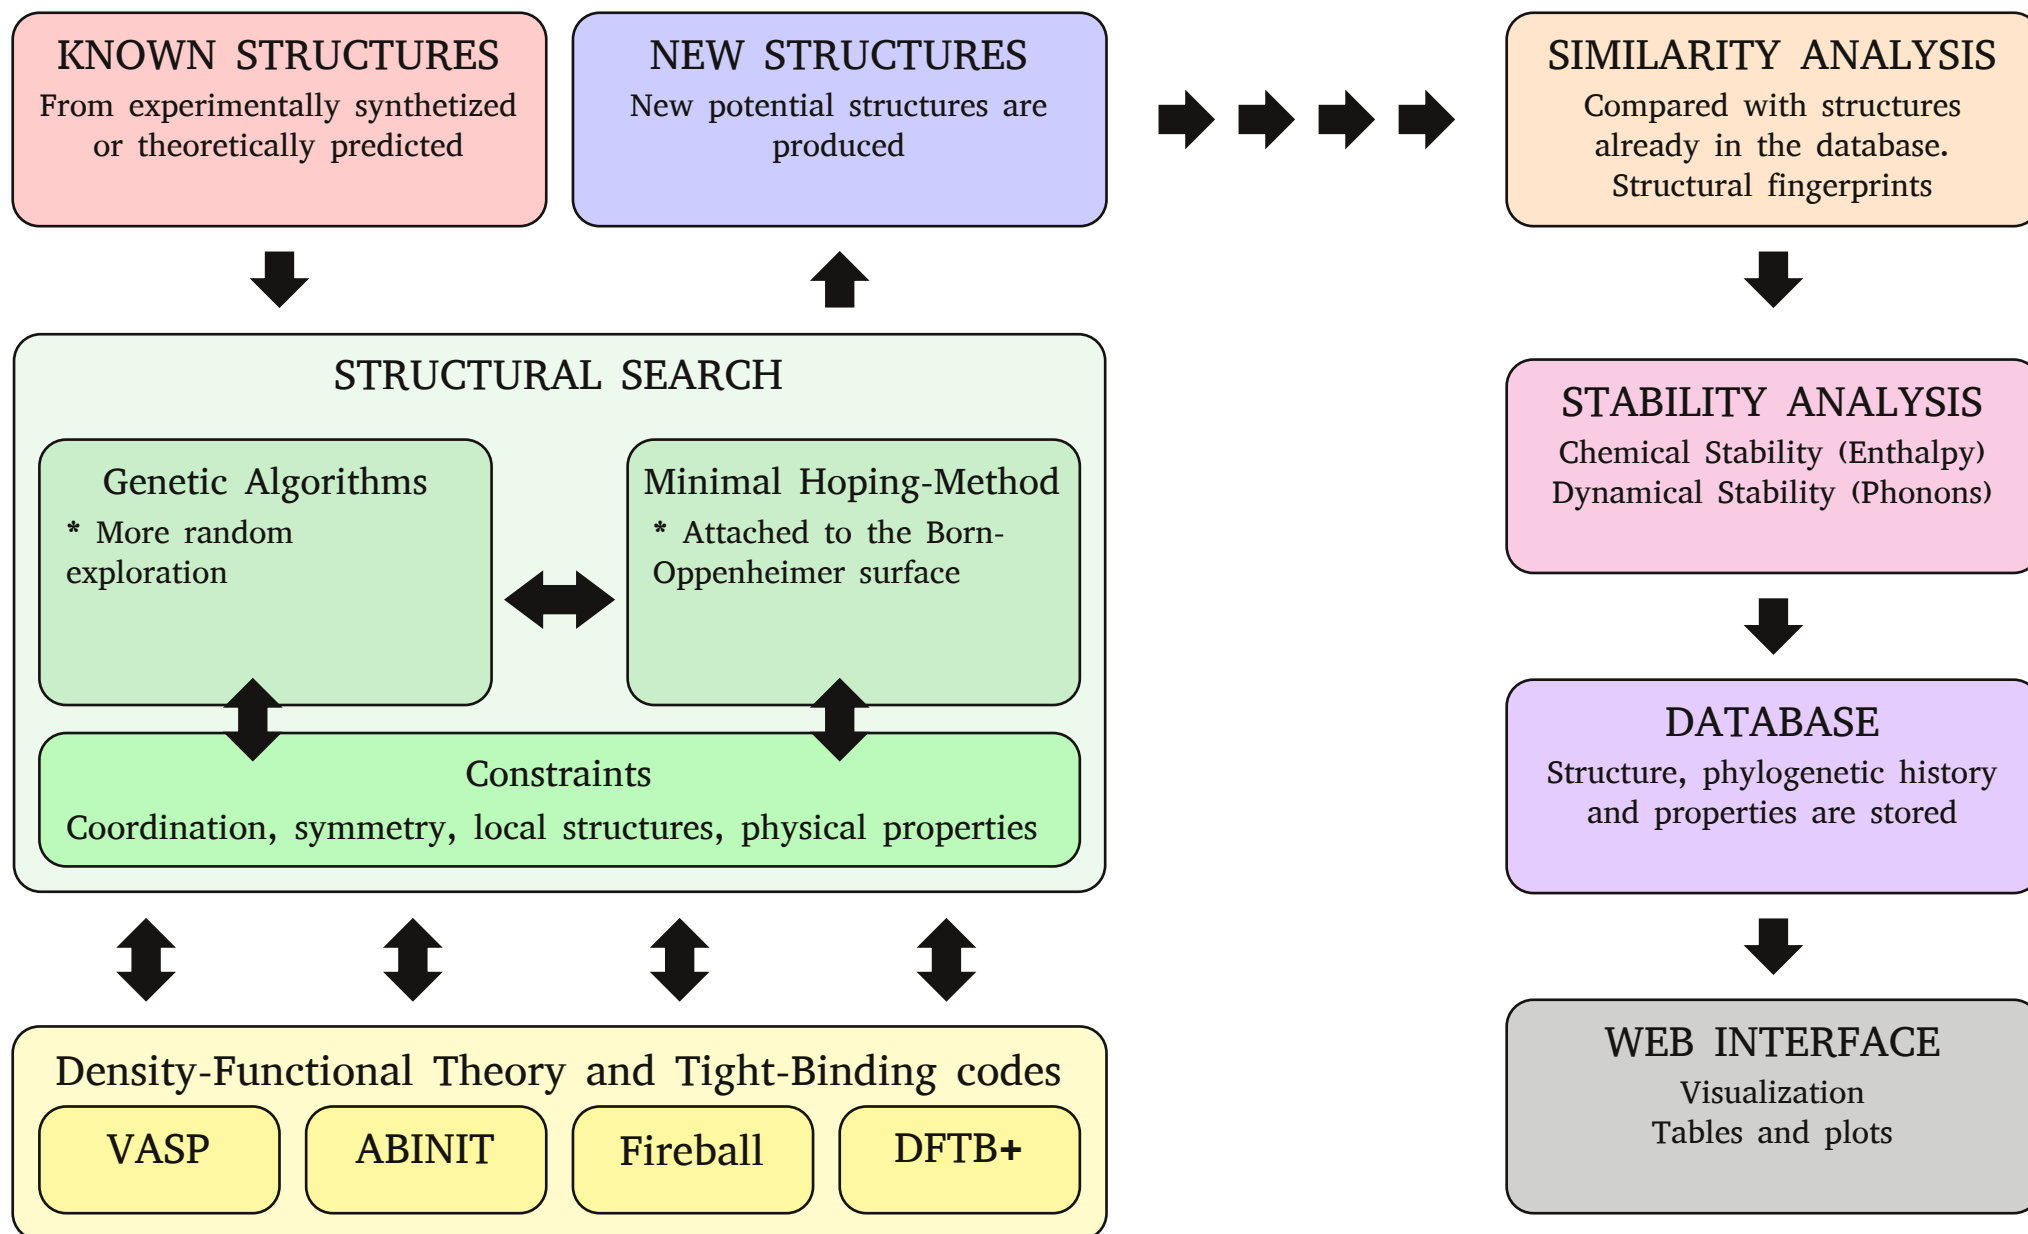 KNOWN STRUCTURES
From experimentally synthetized
or theoretically predicted
NEW STRUCTURES
New potential structures are
produced
SIMILARITY ANALYSIS
Compared with structures
already in the database.
Structural fingerprints
STRUCTURAL SEARCH
Genetic Algorithms
* More random
exploration
Minimal Hoping-Method
* Attached to the Born-
Oppenheimer surface
Constraints
Coordination, symmetry, local structures, physical properties
STABILITY ANALYSIS
Chemical Stability (Enthalpy)
Dynamical Stability (Phonons)
DATABASE
Structure, phylogenetic history
and properties are stored
Density-Functional Theory and Tight-Binding codes
VASP
ABINIT
Fireball
DFTB+
WEB INTERFACE
Visualization
Tables and plots